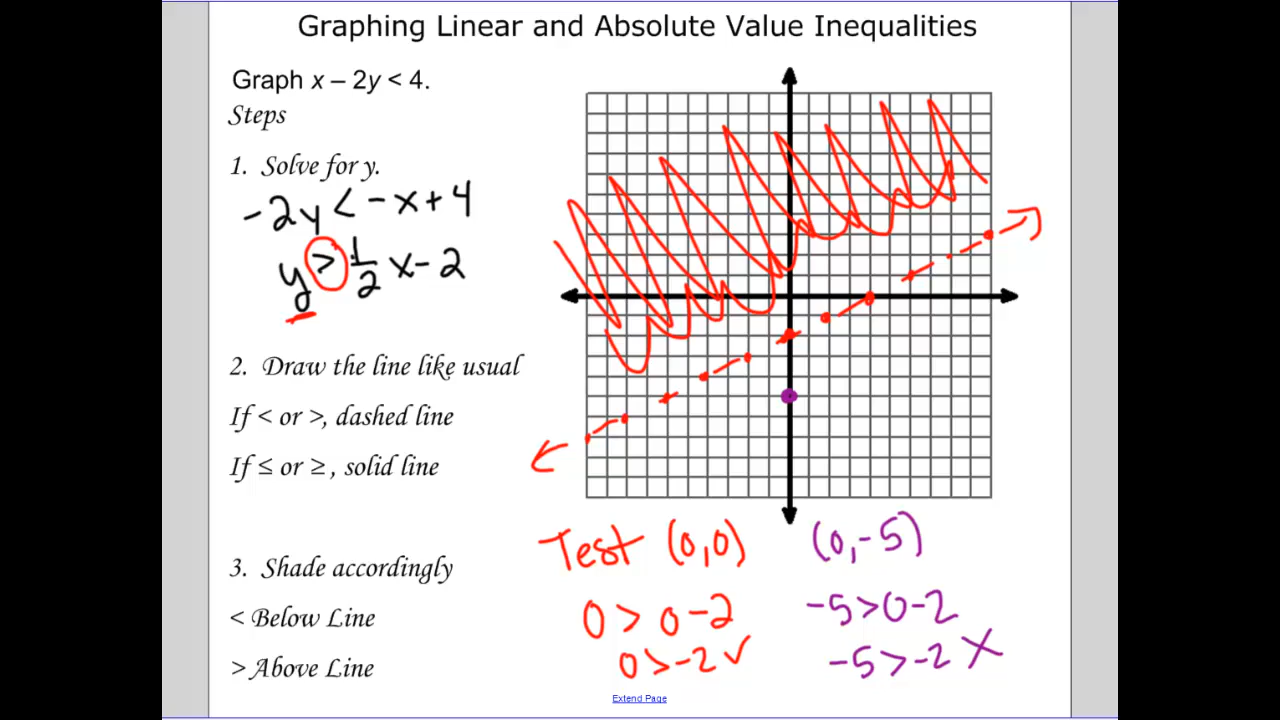 Graphing Linear and Absolute Value Inequalities
Graph x – 2y < 4.
Steps
1. Solve for y.
-2y < -x + 4
y > 1/2 x - 2
2. Draw the line like usual
If < or >, dashed line
If ≤ or ≥ , solid line
3. Shade accordingly
< Below Line
> Above Line
Test (0,0)
0 > 0 - 2
0 > -2 ✓
(0,-5)
-5 > 0 - 2
-5 > -2 X
Extend Page